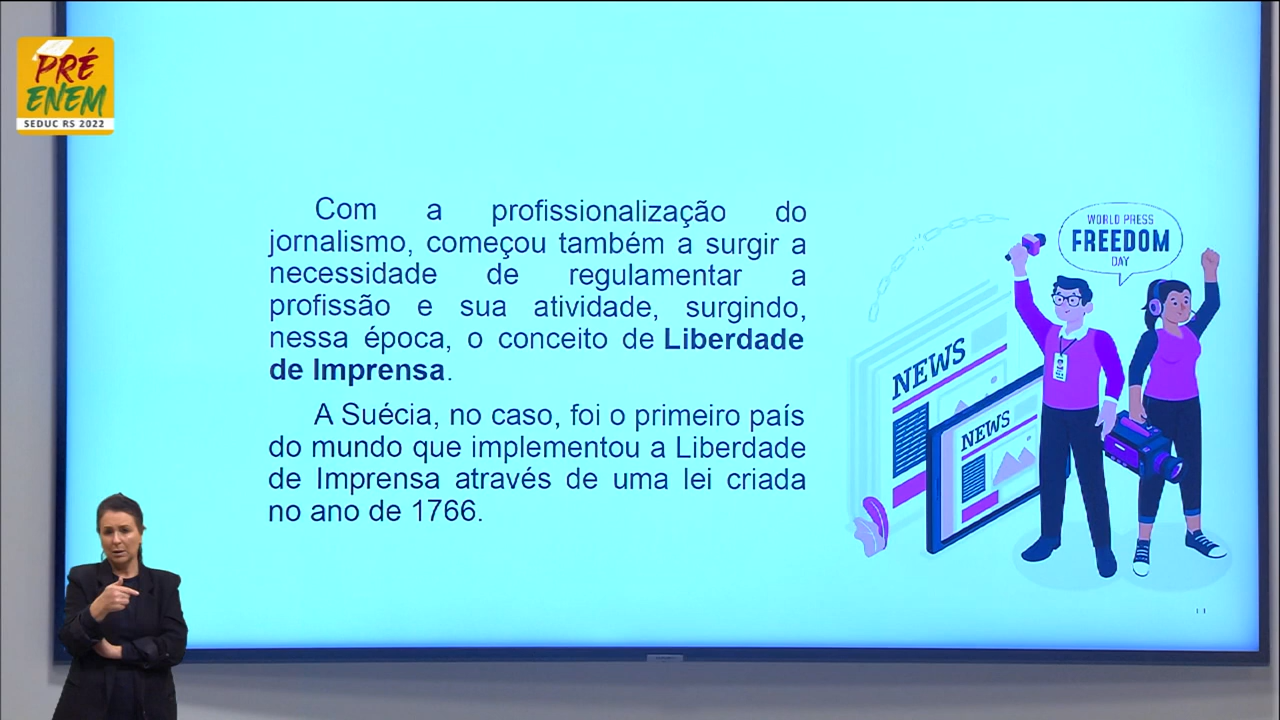 PRÉ
ENEM
SEDUC RS 2022
Com a profissionalização do
jornalismo, começou também a surgir a
necessidade de regulamentar a
profissão e sua atividade, surgindo,
nessa época, o conceito de Liberdade
de Imprensa.
A Suécia, no caso, foi o primeiro país
do mundo que implementou a Liberdade
de Imprensa através de uma lei criada
no ano de 1766.
WORLD PRESS
FREEDOM
DAY
NEWS
NEWS